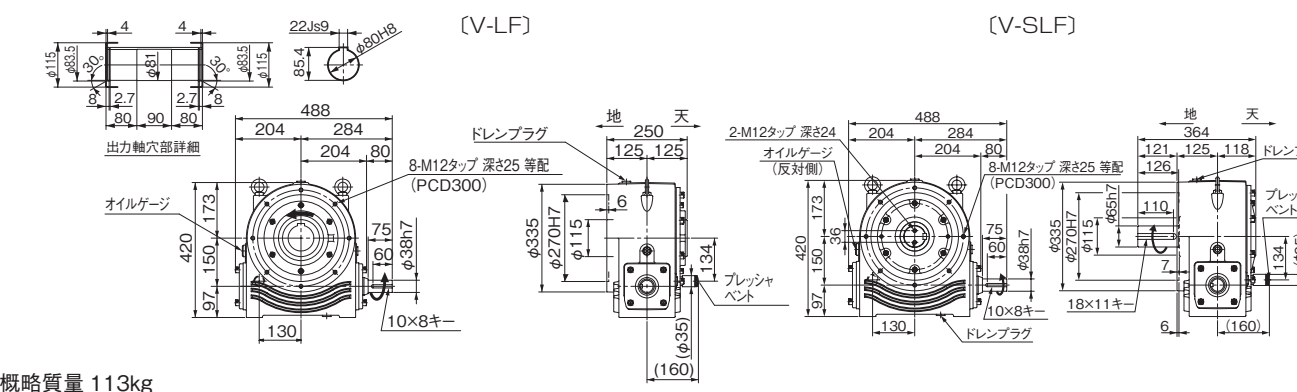 4
4
22Js9
φ80H8
〔V-LF〕
〔V-SLF〕
φ115
φ83.5
30°
φ81
30°
φ83.5
φ115
85.4
8
2.7
2.7
8
80
90
80
出力軸穴部詳細
488
204
284
204
80
8-M12タップ 深さ25 等配
(PCD300)
オイルゲージ
420
173
150
97
75
60
φ38h7
10×8キー
130
ドレンプラグ
地
天
250
125
125
6
φ335
φ270H7
φ115
134
プレッシャ
ベント
(φ35)
(160)
2-M12タップ 深さ24
オイルゲージ
(反対側)
488
204
284
204
80
8-M12タップ 深さ25 等配
(PCD300)
420
173
36
150
97
75
60
φ38h7
10×8キー
130
ドレンプラグ
地
天
364
121
125
118
126
110
φ65h7
φ335
φ270H7
φ115
134
7
18×11キー
6
(160)
概略質量 113kg